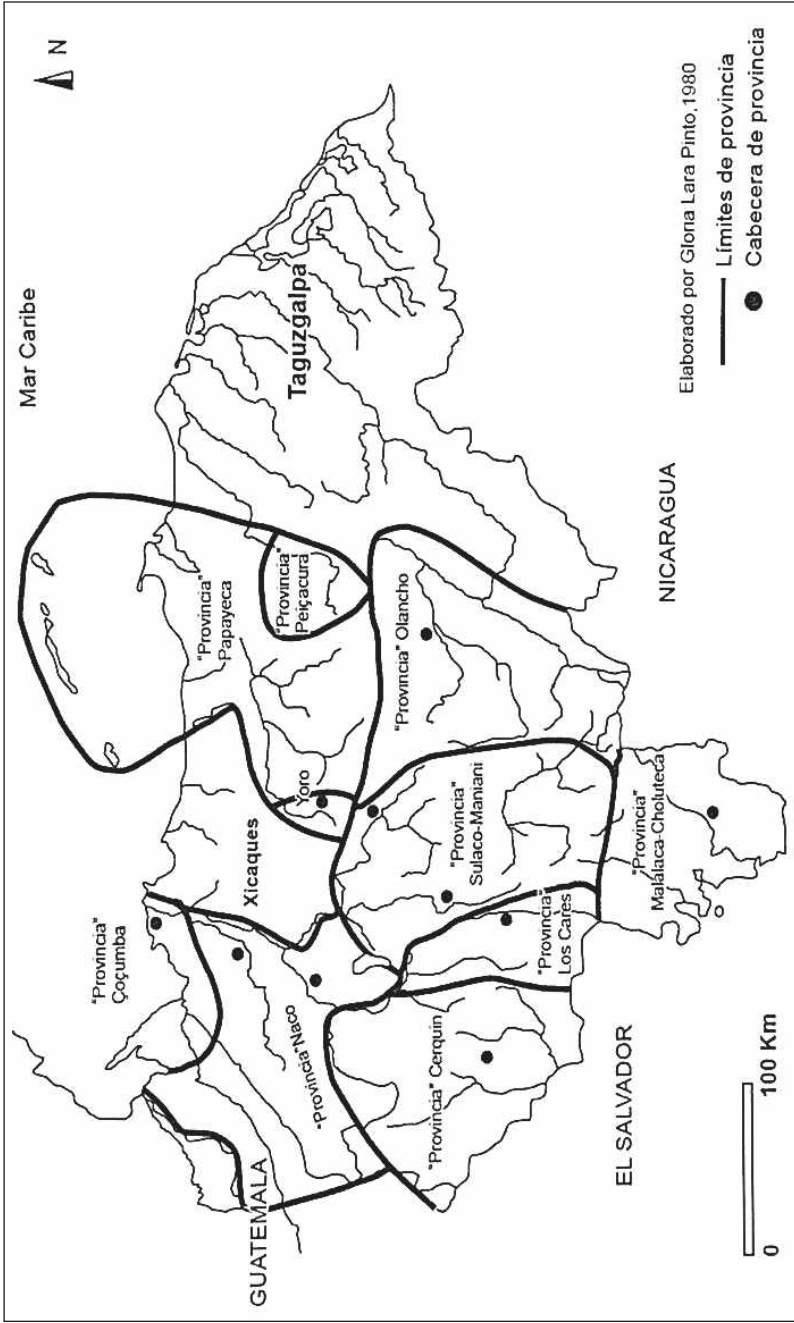 Mar Caribe
N
"Provincia"
Çoçumba
Xicaques
"Provincia"
Papayeca
"Provincia"
Peiçacura
Taguzgalpa
GUATEMALA
"Provincia" Naco
Yoro
"Provincia" Olancho
"Provincia" Cerquín
"Provincia"
Los Cares
"Provincia"
Sulaco-Maniani
"Provincia"
Malalaca-Choluteca
EL SALVADOR
NICARAGUA
0 100 Km
Elaborado por Glona Lara Pinto,1980
Límites de provincia
Cabecera de provincia